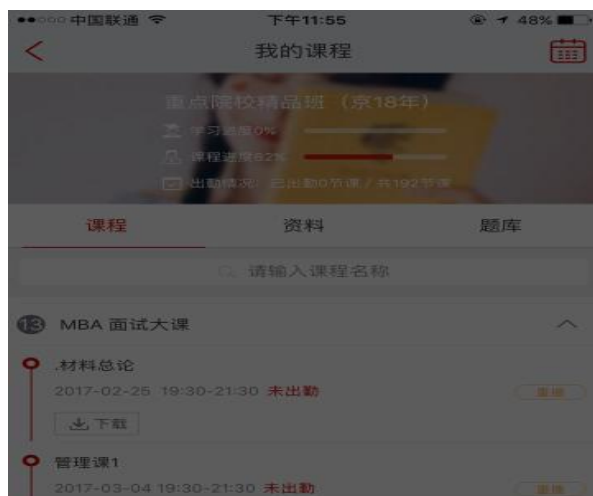 中国联通 下午11:55 48%
我的课程
重点院校精品班（京18年）
学习进度0%
课程进度62%
出勤情况：已出勤0节课/共192节课
课程 资料 题库
请输入课程名称
13 MBA 面试大课
.材料总论
2017-02-25 19:30-21:30 未出勤 重播
下载
管理课1
2017-03-04 19:30-21:30 未出勤 重播